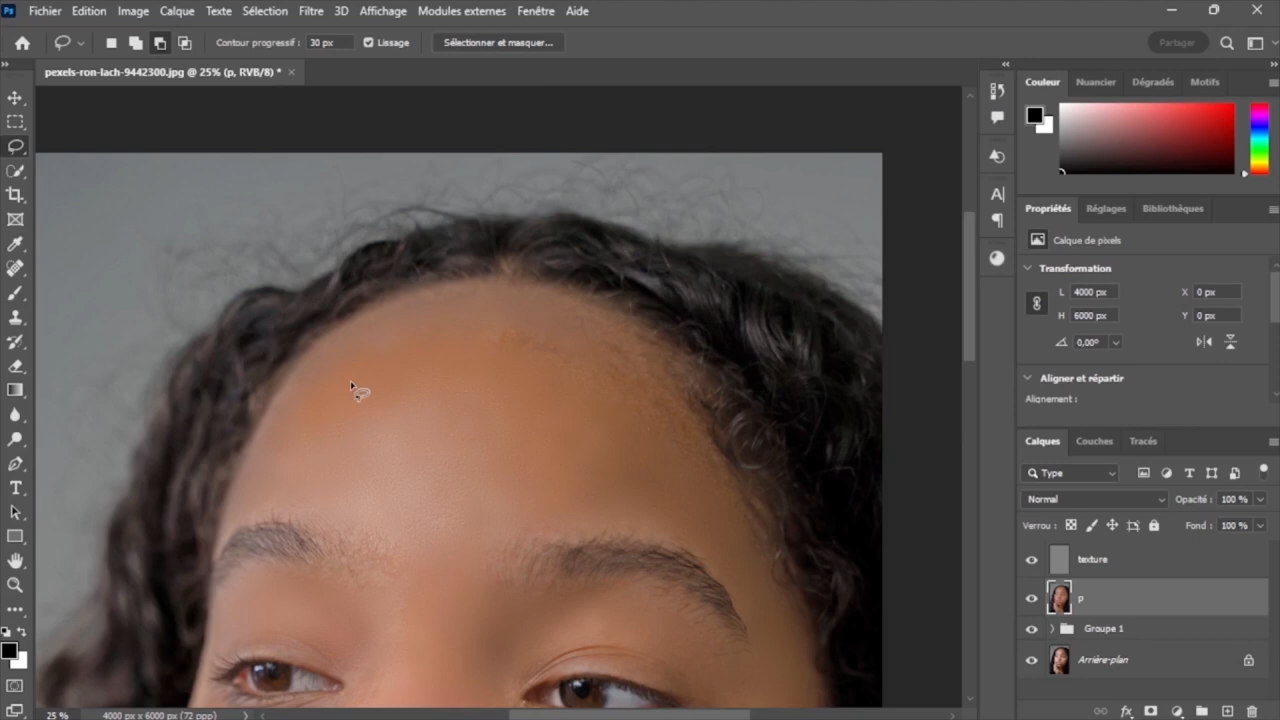 Ps Fichier Edition Image Calque Texte Sélection Filtre 3D Affichage Modules externes Fenêtre Aide
Contour progressif : 30 px Lissage Sélectionner et masquer... Partager
pexels-ron-lach-9442300.jpg @ 25% (p, RVB/8) *
Couleur Nuancier Dégradés Motifs
Propriétés Réglages Bibliothèques
Calque de pixels
Transformation
L 4000 px X 0 px
H 6000 px Y 0 px
0,00°
Aligner et répartir
Alignement :
Calques Couches Tracés
Type
Normal Opacité : 100 %
Verrou : Fond : 100 %
texture
p
Groupe 1
Arrière-plan
25 % 4000 px x 6000 px (72 ppp)